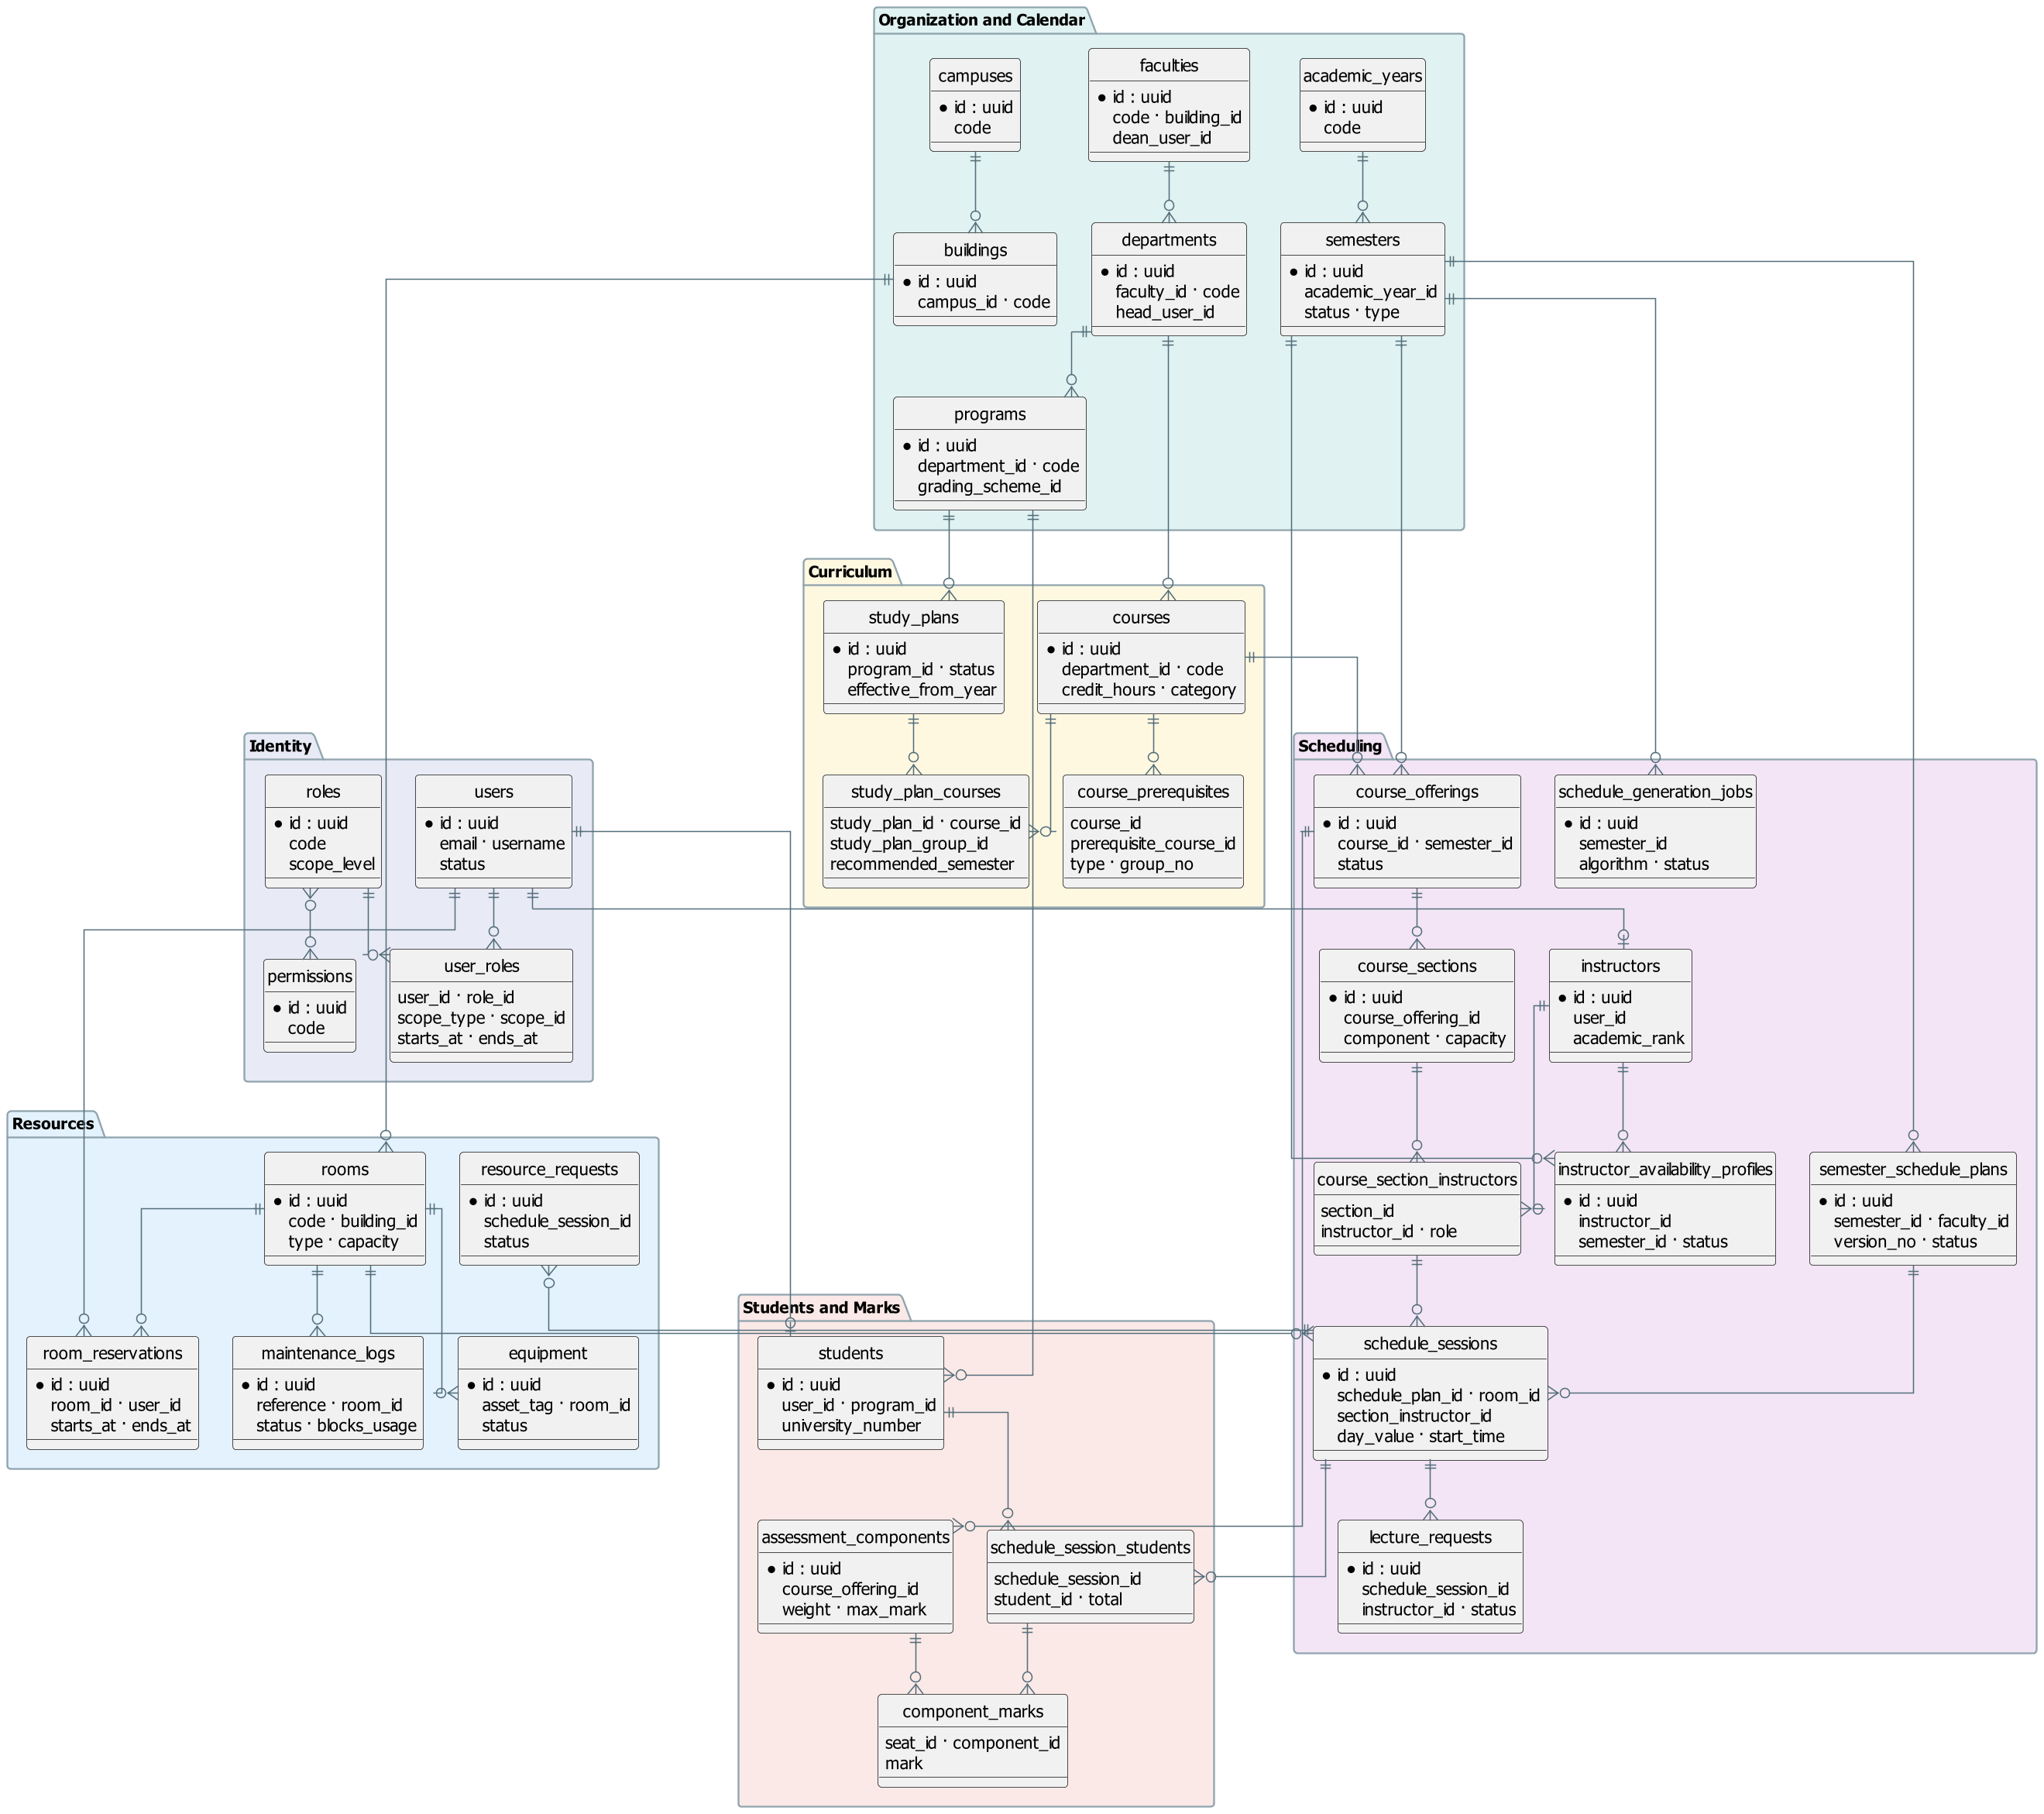 Organization and Calendar
campuses
* id : uuid
code
faculties
* id : uuid
code · building_id
dean_user_id
academic_years
* id : uuid
code
buildings
* id : uuid
campus_id · code
departments
* id : uuid
faculty_id · code
head_user_id
semesters
* id : uuid
academic_year_id
status · type
programs
* id : uuid
department_id · code
grading_scheme_id
Curriculum
study_plans
* id : uuid
program_id · status
effective_from_year
courses
* id : uuid
department_id · code
credit_hours · category
study_plan_courses
study_plan_id · course_id
study_plan_group_id
recommended_semester
course_prerequisites
course_id
prerequisite_course_id
type · group_no
Identity
roles
* id : uuid
code
scope_level
users
* id : uuid
email · username
status
permissions
* id : uuid
code
user_roles
user_id · role_id
scope_type · scope_id
starts_at · ends_at
Scheduling
course_offerings
* id : uuid
course_id · semester_id
status
schedule_generation_jobs
* id : uuid
semester_id
algorithm · status
course_sections
* id : uuid
course_offering_id
component · capacity
instructors
* id : uuid
user_id
academic_rank
course_section_instructors
section_id
instructor_id · role
instructor_availability_profiles
* id : uuid
instructor_id
semester_id · status
semester_schedule_plans
* id : uuid
semester_id · faculty_id
version_no · status
schedule_sessions
* id : uuid
schedule_plan_id · room_id
section_instructor_id
day_value · start_time
lecture_requests
* id : uuid
schedule_session_id
instructor_id · status
Resources
rooms
* id : uuid
code · building_id
type · capacity
resource_requests
* id : uuid
schedule_session_id
status
room_reservations
* id : uuid
room_id · user_id
starts_at · ends_at
maintenance_logs
* id : uuid
reference · room_id
status · blocks_usage
equipment
* id : uuid
asset_tag · room_id
status
Students and Marks
students
* id : uuid
user_id · program_id
university_number
assessment_components
* id : uuid
course_offering_id
weight · max_mark
schedule_session_students
schedule_session_id
student_id · total
component_marks
seat_id · component_id
mark